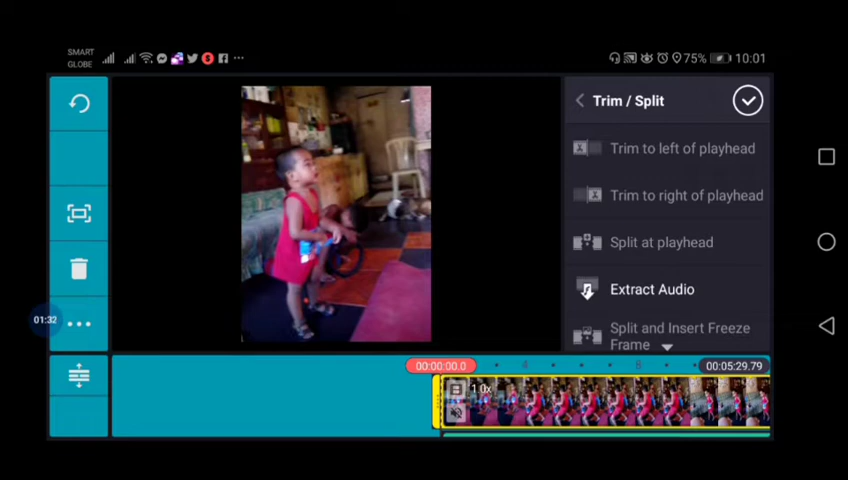 SMART
GLOBE
75%
10:01
Trim / Split
Trim to left of playhead
Trim to right of playhead
Split at playhead
Extract Audio
Split and Insert Freeze
Frame
01:32
00:00:00.0
4
8
00:05:29.79
1.0x